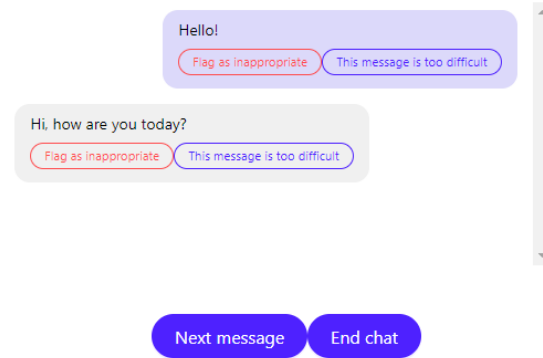 Hello!
Flag as inappropriate This message is too difficult
Hi, how are you today?
Flag as inappropriate This message is too difficult
Next message End chat